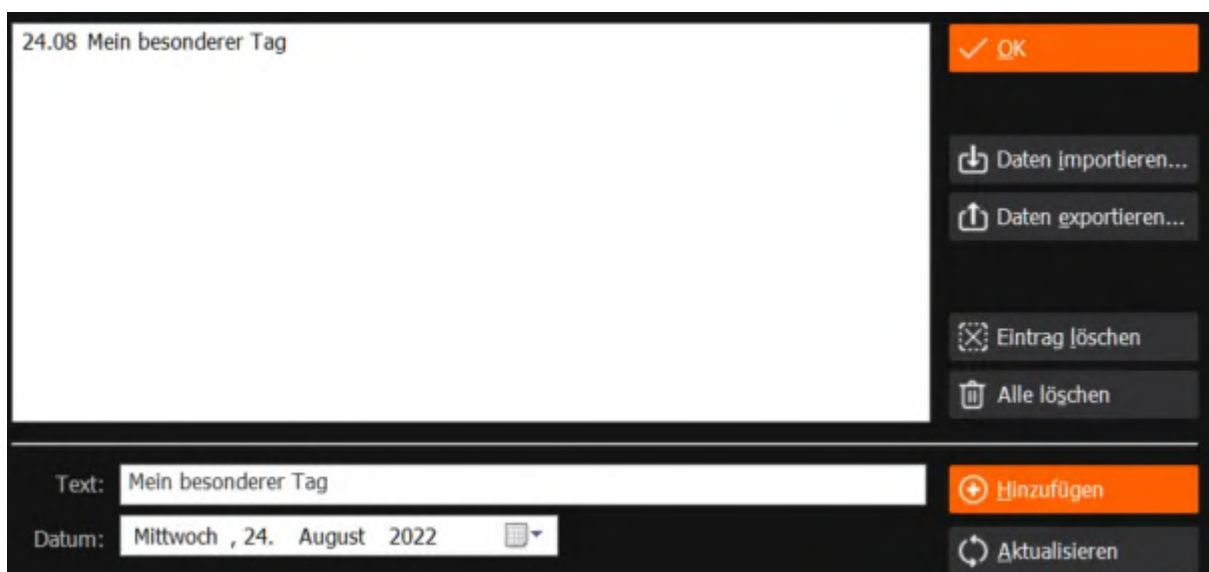 24.08 Mein besonderer Tag
OK
Daten importieren...
Daten exportieren...
Eintrag löschen
Alle löschen
Text: Mein besonderer Tag
Hinzufügen
Datum: Mittwoch , 24. August 2022
Aktualisieren